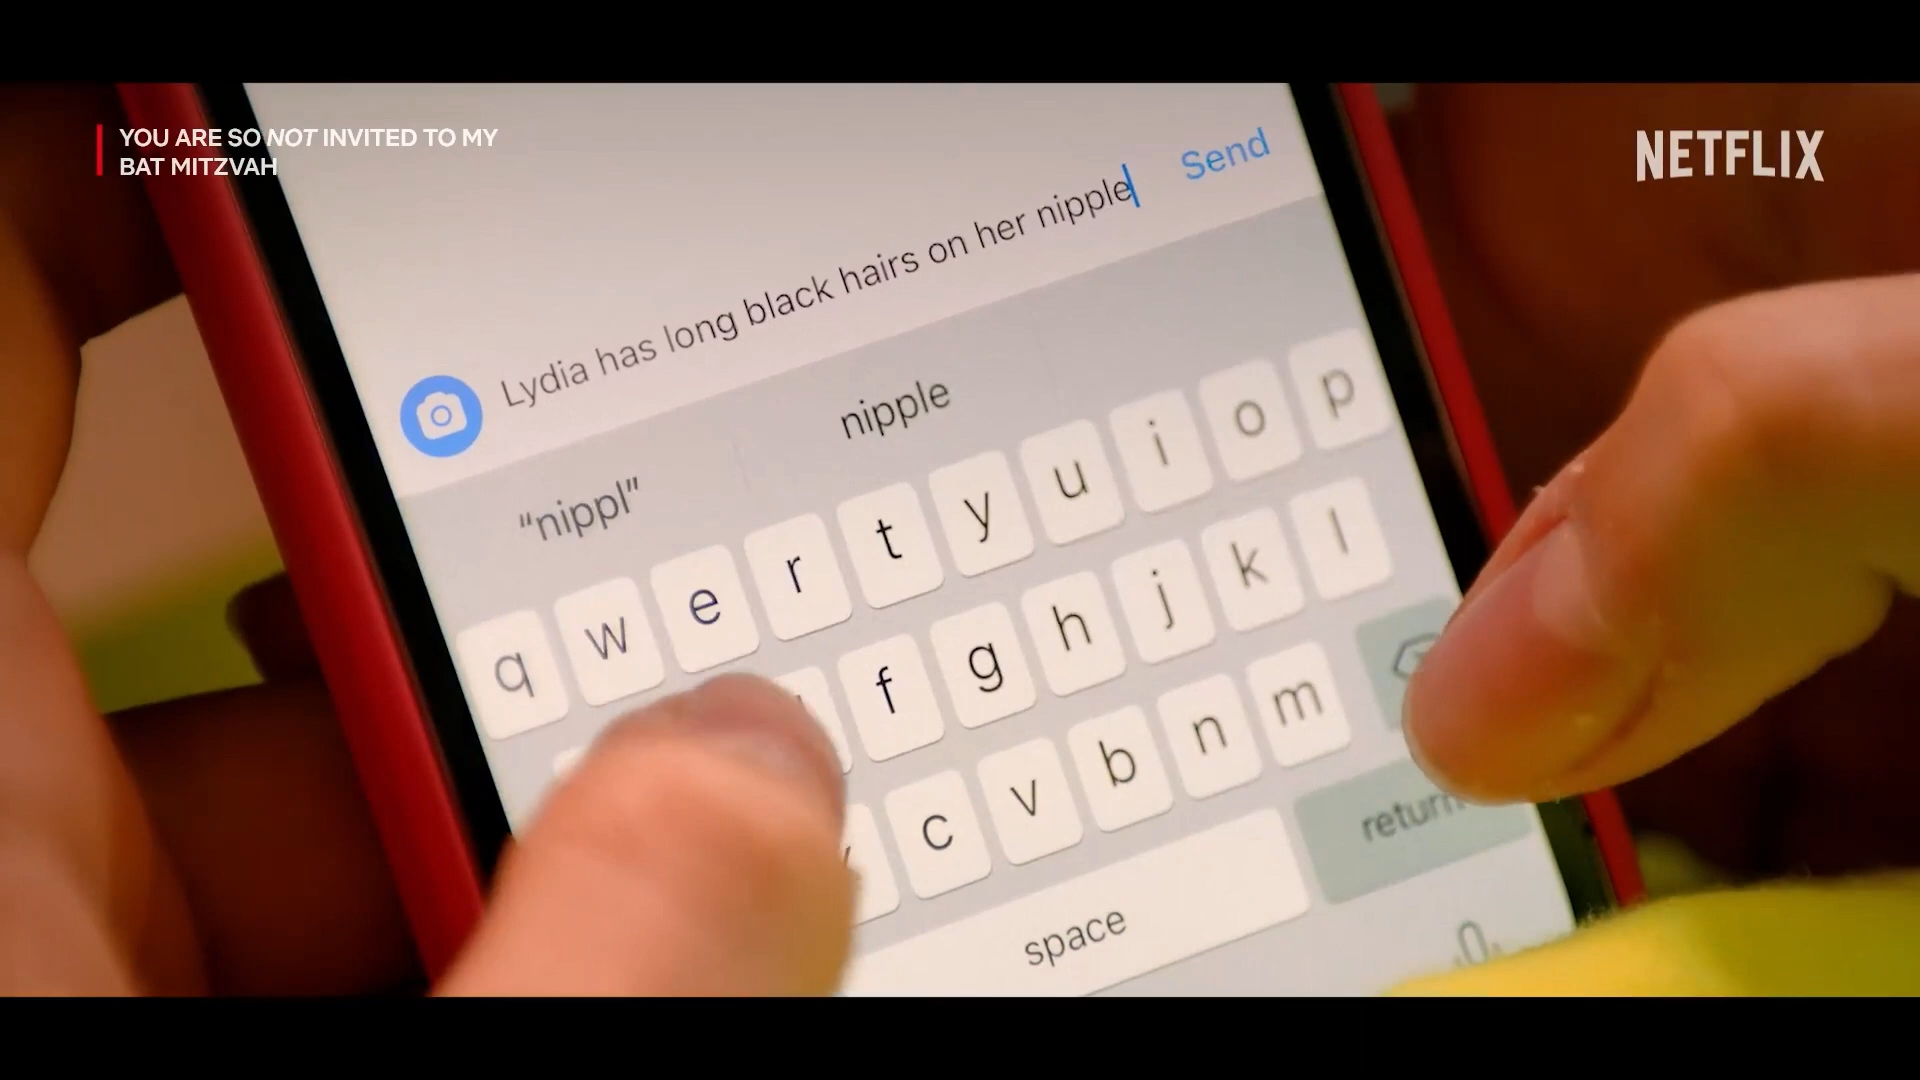 YOU ARE SO NOT INVITED TO MY
BAT MITZVAH
NETFLIX
Send
Lydia has long black hairs on her nipple
“nippl” nipple
q w e r t y u i o p
f g h j k l
c v b n m
space return